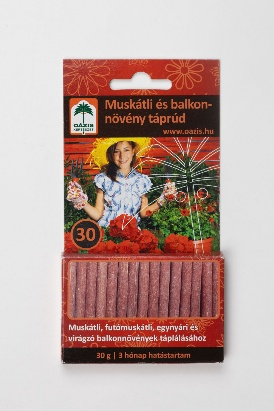 OÁZIS
KERTÉSZET
Muskátli és balkon-
növény táprúd
www.oazis.hu
30
Muskátli, futómuskátli, egynyári és
virágzó balkonnövények táplálásához
30 g | 3 hónap hatástartam